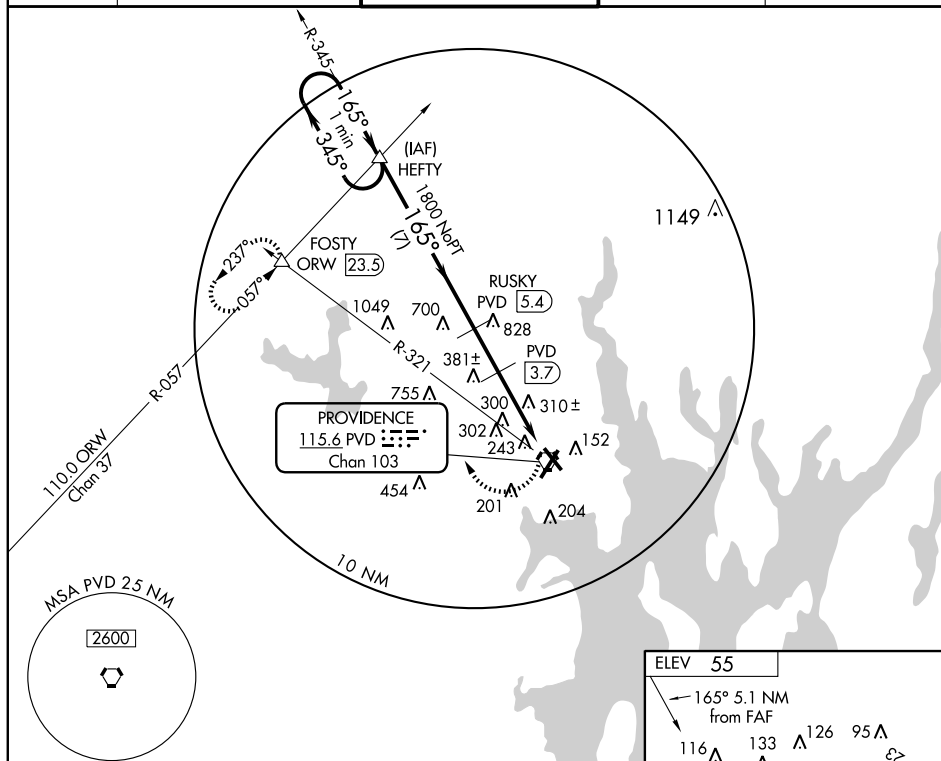 R-345
165°
1 min
345°
(IAF)
HEFTY
1800 NoPT
165°
(7)
1149
237°
FOSTY
ORW 23.5
057°
RUSKY
PVD 5.4
1049
700
828
R-321
381±
PVD
3.7
R-057
755
300
310±
PROVIDENCE
115.6 PVD
Chan 103
302
243
152
110.0 ORW
Chan 37
454
201
204
10 NM
MSA PVD 25 NM
2600
ELEV 55
165° 5.1 NM
from FAF
116
133
126
95
23